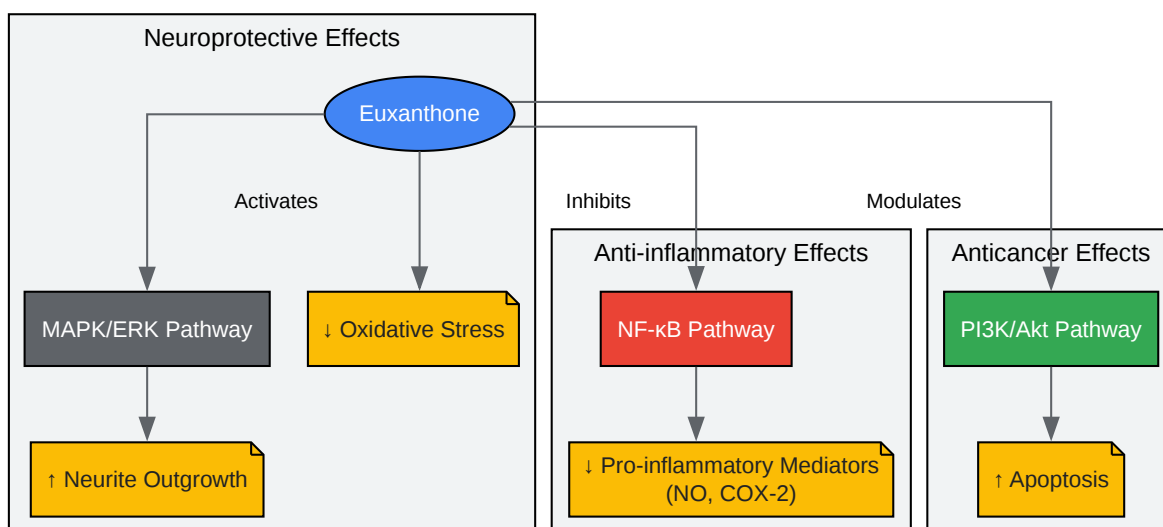 Neuroprotective Effects
Euxanthone
Activates
Inhibits
Modulates
Anti-inflammatory Effects
Anticancer Effects
MAPK/ERK Pathway
↓ Oxidative Stress
NF-κB Pathway
PI3K/Akt Pathway
↑ Neurite Outgrowth
↓ Pro-inflammatory Mediators
(NO, COX-2)
↑ Apoptosis